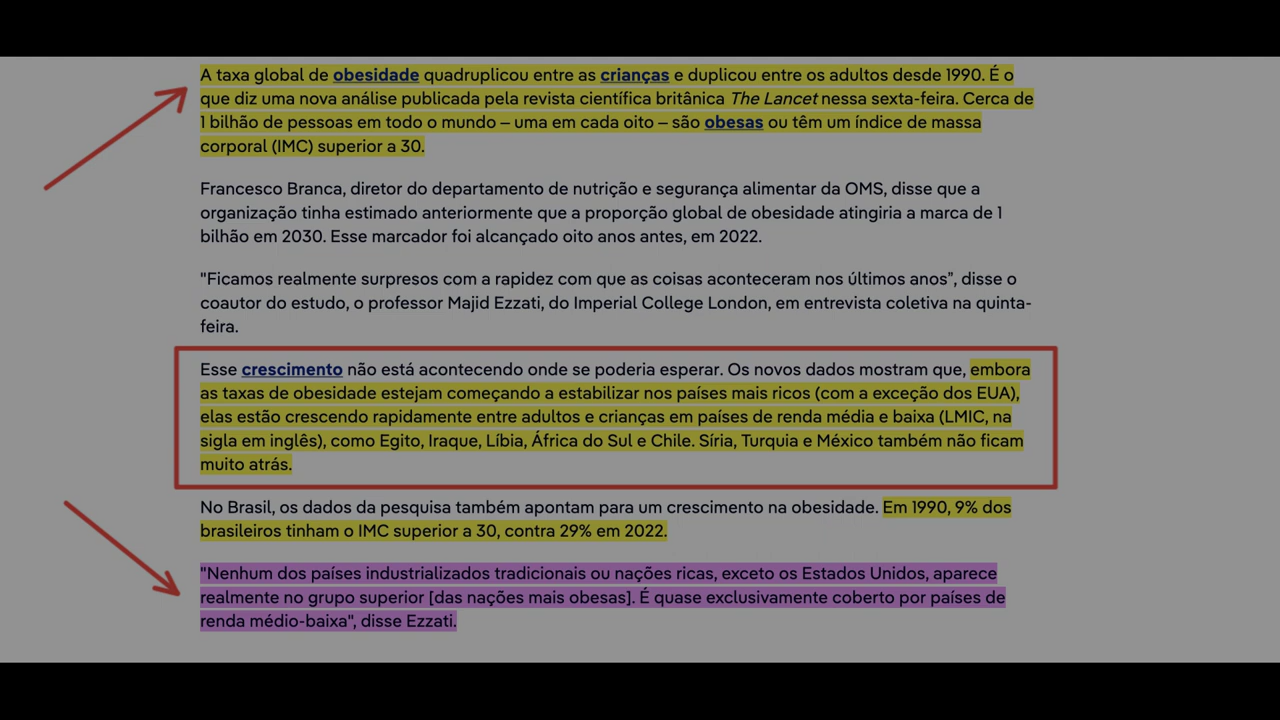 A taxa global de obesidade quadruplicou entre as crianças e duplicou entre os adultos desde 1990. É o
que diz uma nova análise publicada pela revista científica britânica The Lancet nessa sexta-feira. Cerca de
1 bilhão de pessoas em todo o mundo – uma em cada oito – são obesas ou têm um índice de massa
corporal (IMC) superior a 30.
Francesco Branca, diretor do departamento de nutrição e segurança alimentar da OMS, disse que a
organização tinha estimado anteriormente que a proporção global de obesidade atingiria a marca de 1
bilhão em 2030. Esse marcador foi alcançado oito anos antes, em 2022.
"Ficamos realmente surpresos com a rapidez com que as coisas aconteceram nos últimos anos”, disse o
coautor do estudo, o professor Majid Ezzati, do Imperial College London, em entrevista coletiva na quinta-
feira.
Esse crescimento não está acontecendo onde se poderia esperar. Os novos dados mostram que, embora
as taxas de obesidade estejam começando a estabilizar nos países mais ricos (com a exceção dos EUA),
elas estão crescendo rapidamente entre adultos e crianças em países de renda média e baixa (LMIC, na
sigla em inglês), como Egito, Iraque, Líbia, África do Sul e Chile. Síria, Turquia e México também não ficam
muito atrás.
No Brasil, os dados da pesquisa também apontam para um crescimento na obesidade. Em 1990, 9% dos
brasileiros tinham o IMC superior a 30, contra 29% em 2022.
"Nenhum dos países industrializados tradicionais ou nações ricas, exceto os Estados Unidos, aparece
realmente no grupo superior [das nações mais obesas]. É quase exclusivamente coberto por países de
renda médio-baixa", disse Ezzati.